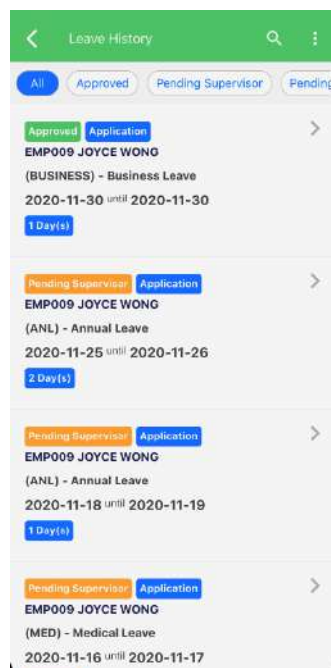 Leave History
All Approved Pending Supervisor Pending
Approved Application
EMP009 JOYCE WONG
(BUSINESS) - Business Leave
2020-11-30 until 2020-11-30
1 Day(s)
Pending Supervisor Application
EMP009 JOYCE WONG
(ANL) - Annual Leave
2020-11-25 until 2020-11-26
2 Day(s)
Pending Supervisor Application
EMP009 JOYCE WONG
(ANL) - Annual Leave
2020-11-18 until 2020-11-19
1 Day(s)
Pending Supervisor Application
EMP009 JOYCE WONG
(MED) - Medical Leave
2020-11-16 until 2020-11-17